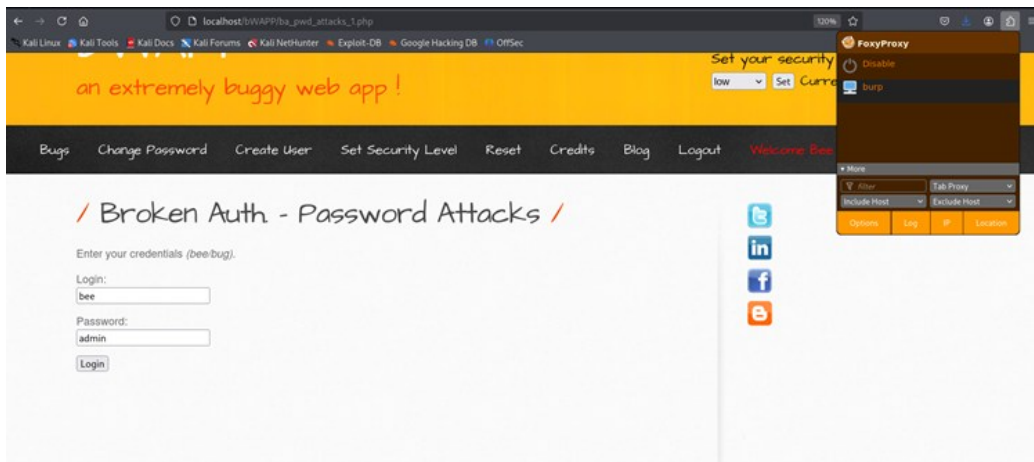 localhost/bWAPP/ba_pwd_attacks_1.php
120%
Kali Linux Kali Tools Kali Docs Kali Forums Kali NetHunter Exploit-DB Google Hacking DB OffSec
an extremely buggy web app !
Set your security
low Set Curre
FoxyProxy
Disable
burp
More
Filter Tab Proxy
Include Host Exclude Host
Options Log IP Location
Bugs Change Password Create User Set Security Level Reset Credits Blog Logout Welcome Bee
/ Broken Auth. - Password Attacks /
Enter your credentials (bee/bug).
Login:
bee
Password:
admin
Login